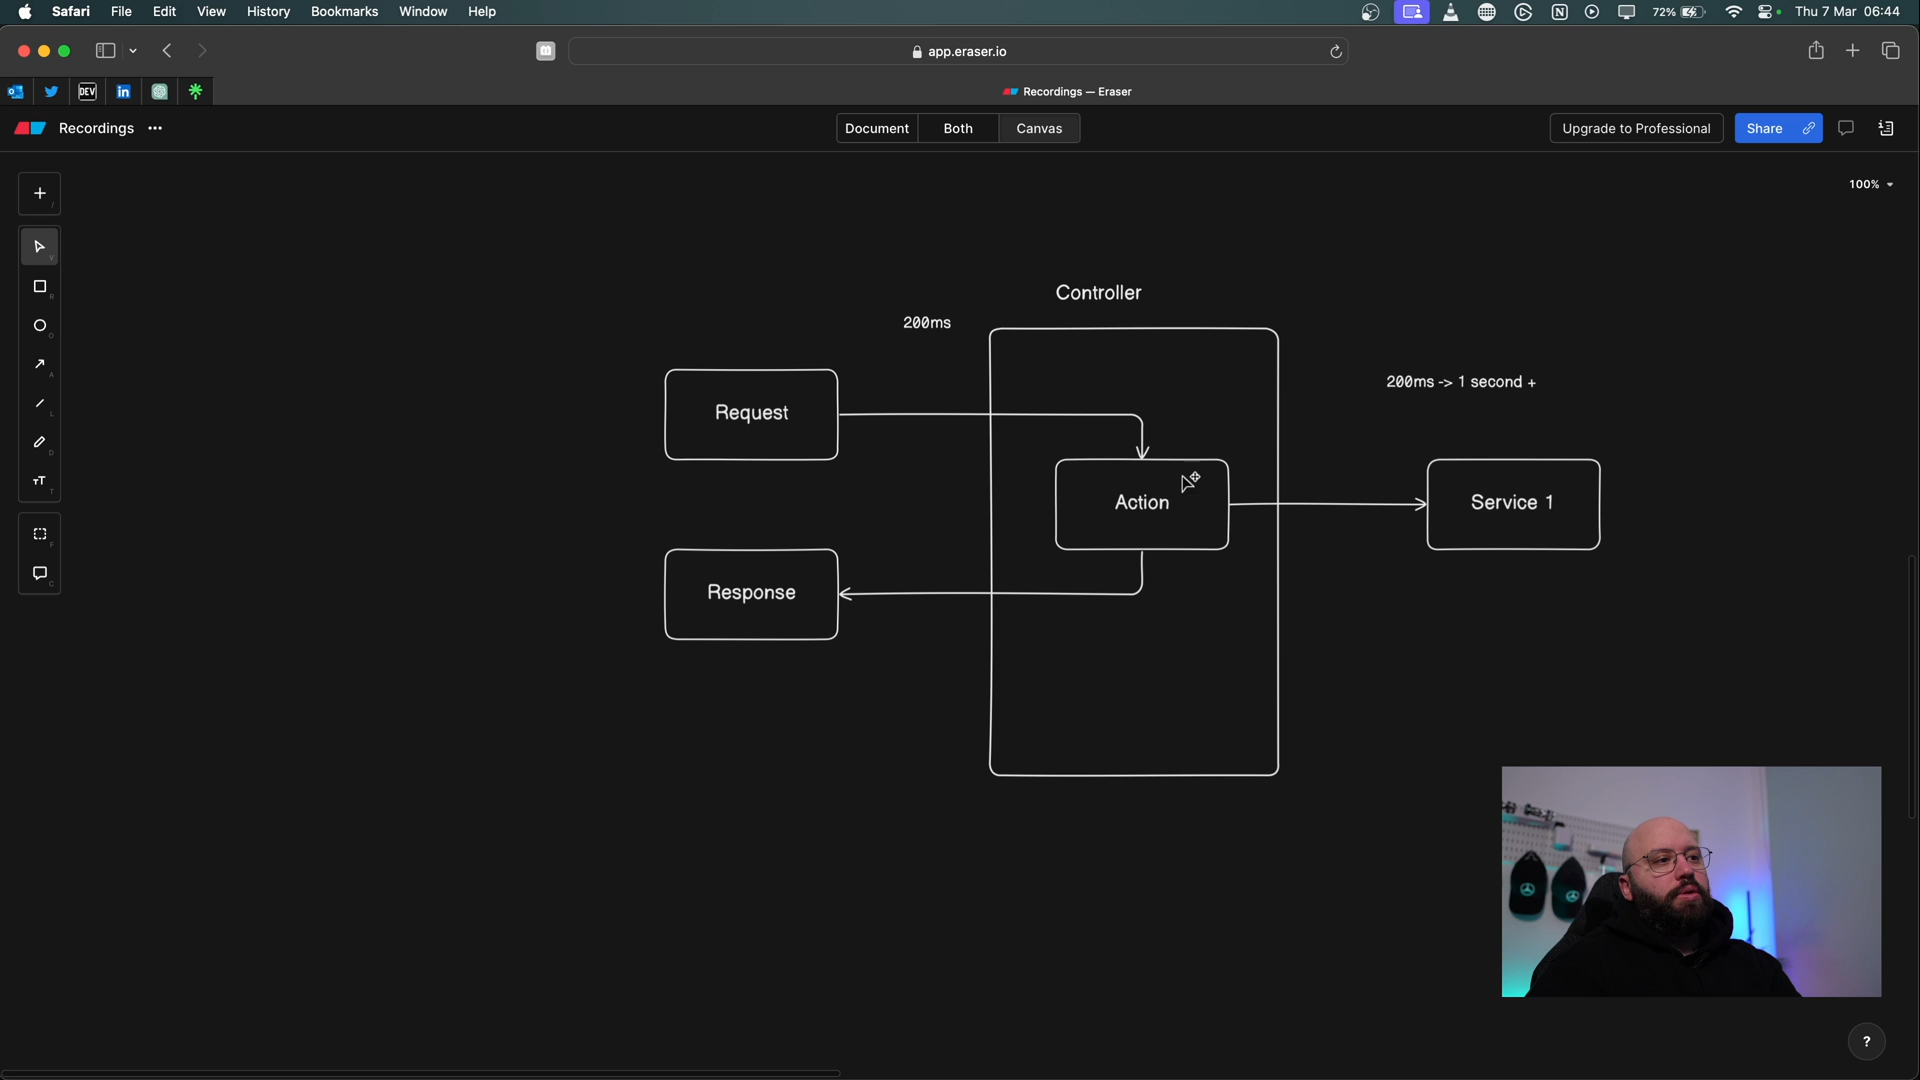 Safari File Edit View History Bookmarks Window Help 72% Thu 7 Mar 06:44
app.eraser.io
DEV in Recordings — Eraser
Recordings ... Document Both Canvas Upgrade to Professional Share
100%
/
V
R
O
A
L
D
T
F
C
Controller
200ms
200ms -> 1 second +
Request
Action
Service 1
Response
?